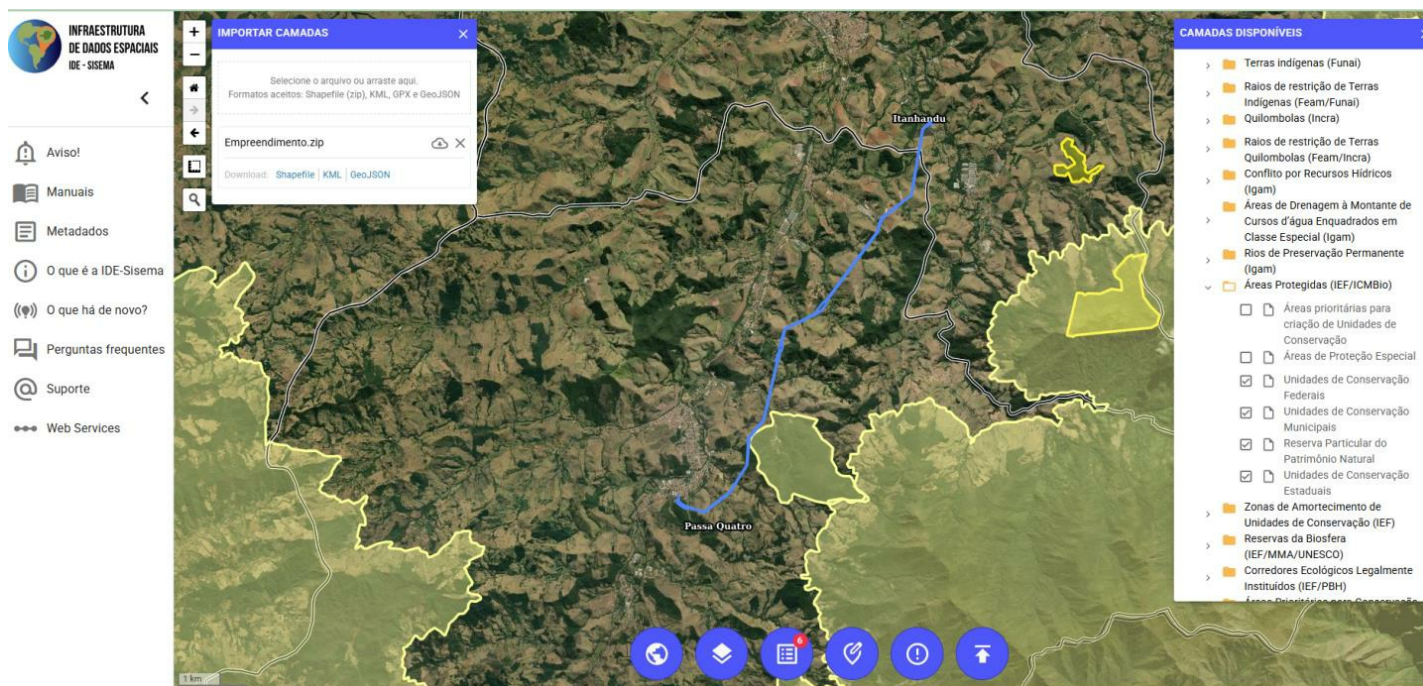 INFRAESTRUTURA
DE DADOS ESPACIAIS
IDE - SISEMA
Aviso!
Manuais
Metadados
O que é a IDE-Sisema
O que há de novo?
Perguntas frequentes
Suporte
Web Services
+
−
IMPORTAR CAMADAS
Selecione o arquivo ou arraste aqui.
Formatos aceitos: Shapefile (zip), KML, GPX e GeoJSON
Empreendimento.zip
Download: Shapefile | KML | GeoJSON
Itanhandu
Passa Quatro
1 km
6
CAMADAS DISPONÍVEIS
Terras indígenas (Funai)
Raios de restrição de Terras
Indígenas (Feam/Funai)
Quilombolas (Incra)
Raios de restrição de Terras
Quilombolas (Feam/Incra)
Conflito por Recursos Hídricos
(Igam)
Áreas de Drenagem à Montante de
Cursos d'água Enquadrados em
Classe Especial (Igam)
Rios de Preservação Permanente
(Igam)
Áreas Protegidas (IEF/ICMBio)
Áreas prioritárias para
criação de Unidades de
Conservação
Áreas de Proteção Especial
Unidades de Conservação
Federais
Unidades de Conservação
Municipais
Reserva Particular do
Patrimônio Natural
Unidades de Conservação
Estaduais
Zonas de Amortecimento de
Unidades de Conservação (IEF)
Reservas da Biosfera
(IEF/MMA/UNESCO)
Corredores Ecológicos Legalmente
Instituídos (IEF/PBH)
Áreas Prioritárias para Conservação